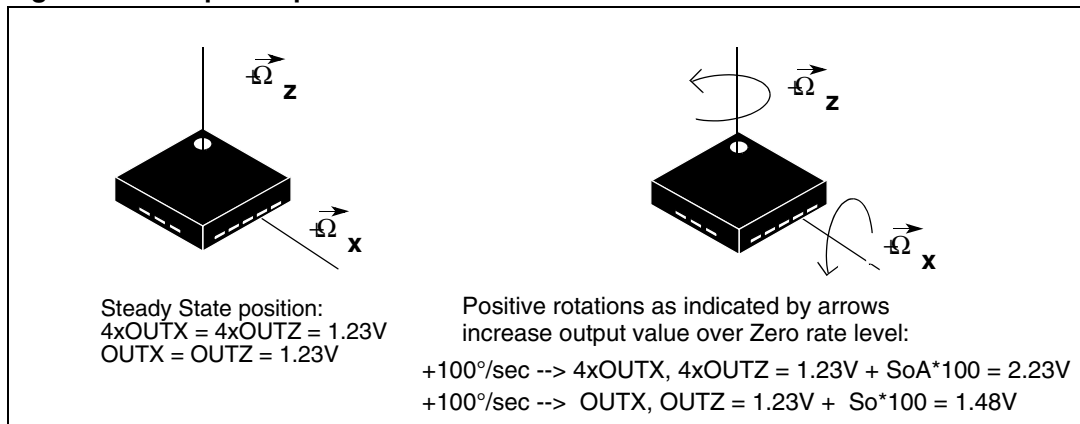 +Ω Z
+Ω X
Steady State position:
4xOUTX = 4xOUTZ = 1.23V
OUTX = OUTZ = 1.23V
+Ω Z
+Ω X
Positive rotations as indicated by arrows
increase output value over Zero rate level:
+100°/sec --> 4xOUTX, 4xOUTZ = 1.23V + SoA*100 = 2.23V
+100°/sec --> OUTX, OUTZ = 1.23V + So*100 = 1.48V